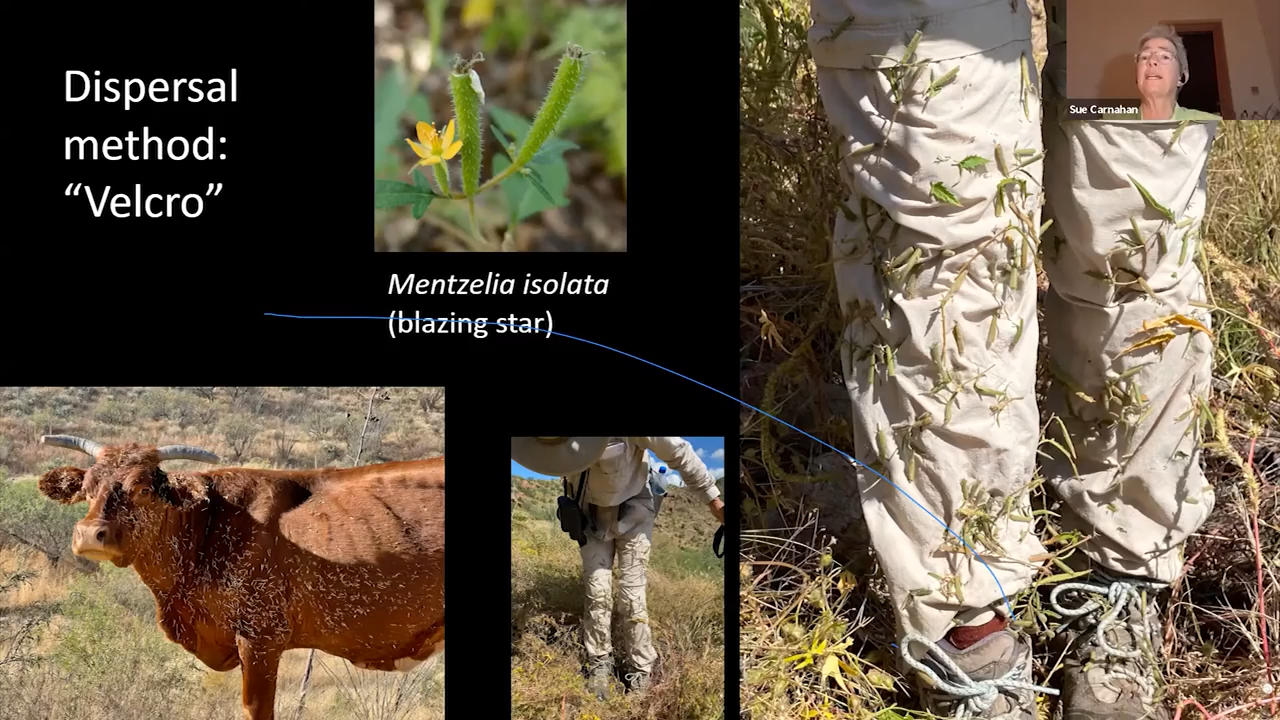 Dispersal
method:
“Velcro”
Mentzelia isolata
(blazing star)
Sue Carnahan